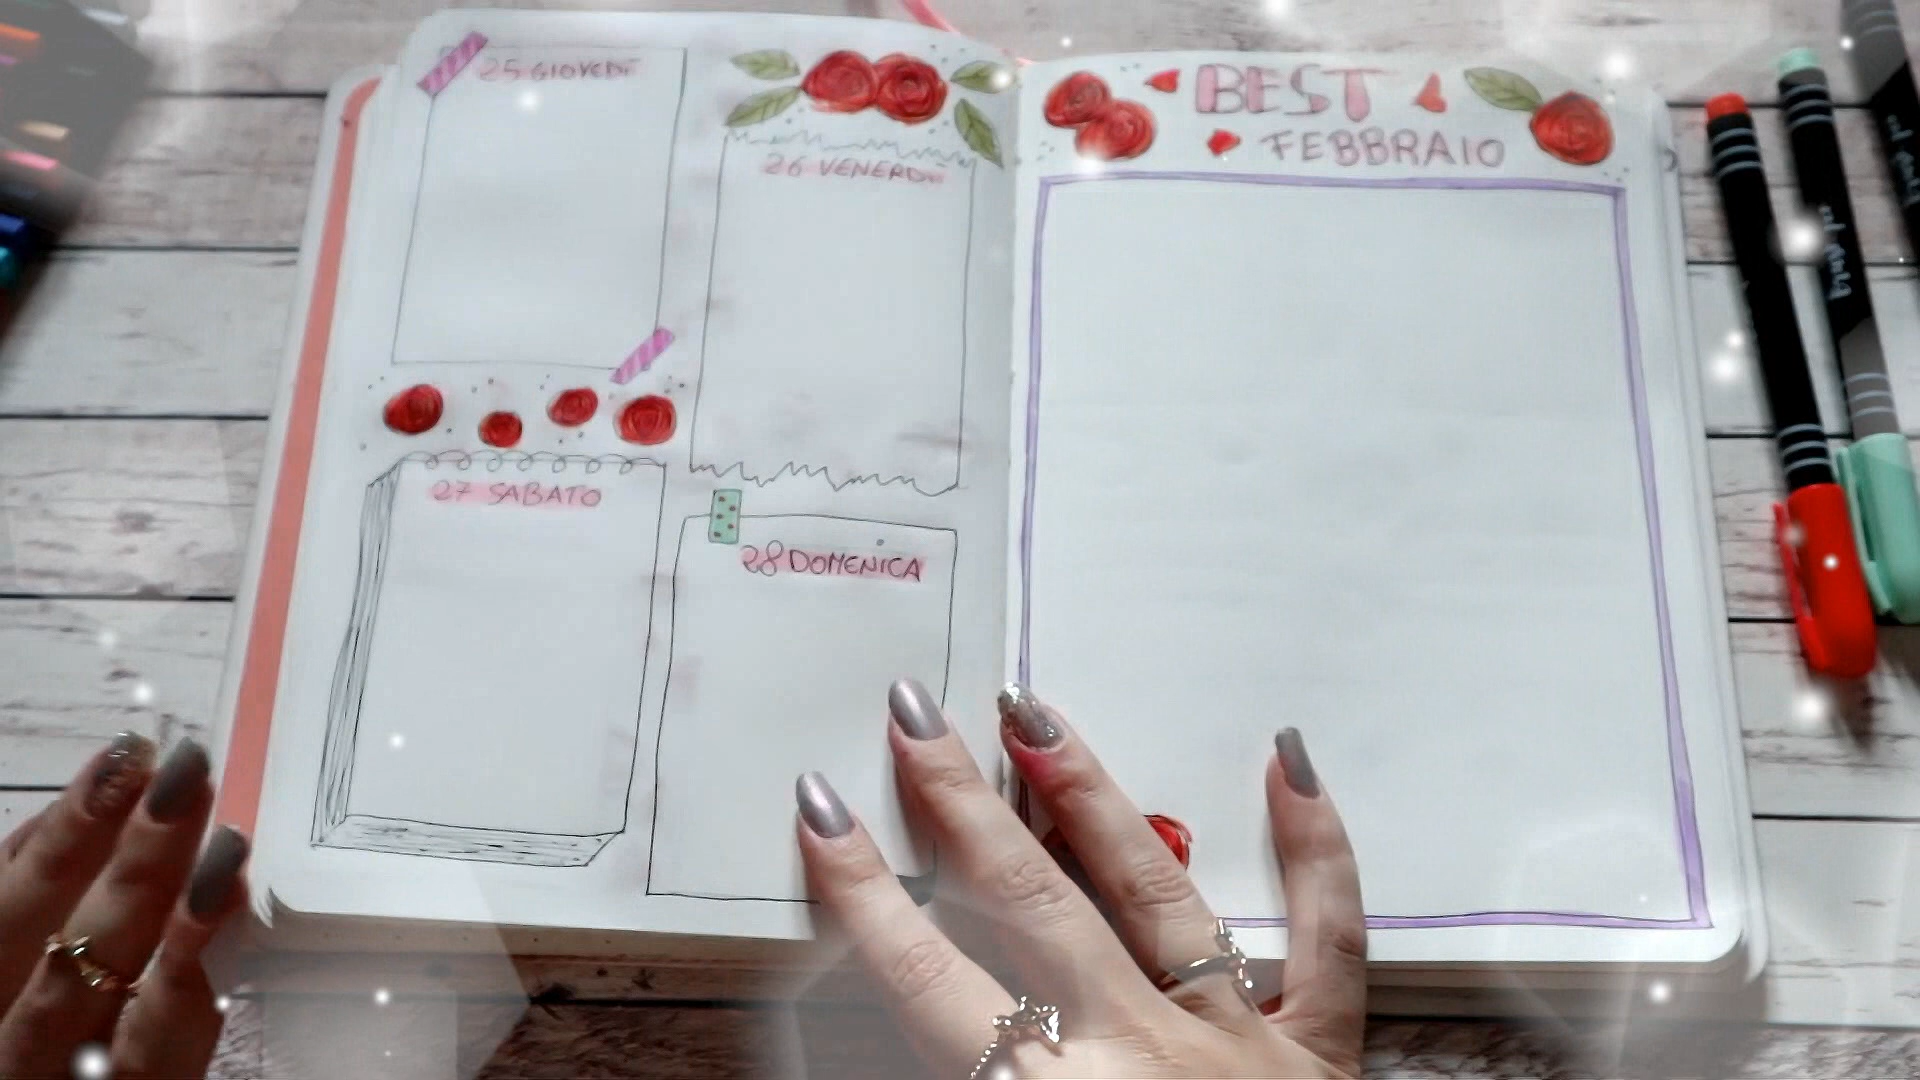 25 GIOVEDÌ
26 VENERDÌ
27 SABATO
28 DOMENICA
BEST
FEBBRAIO